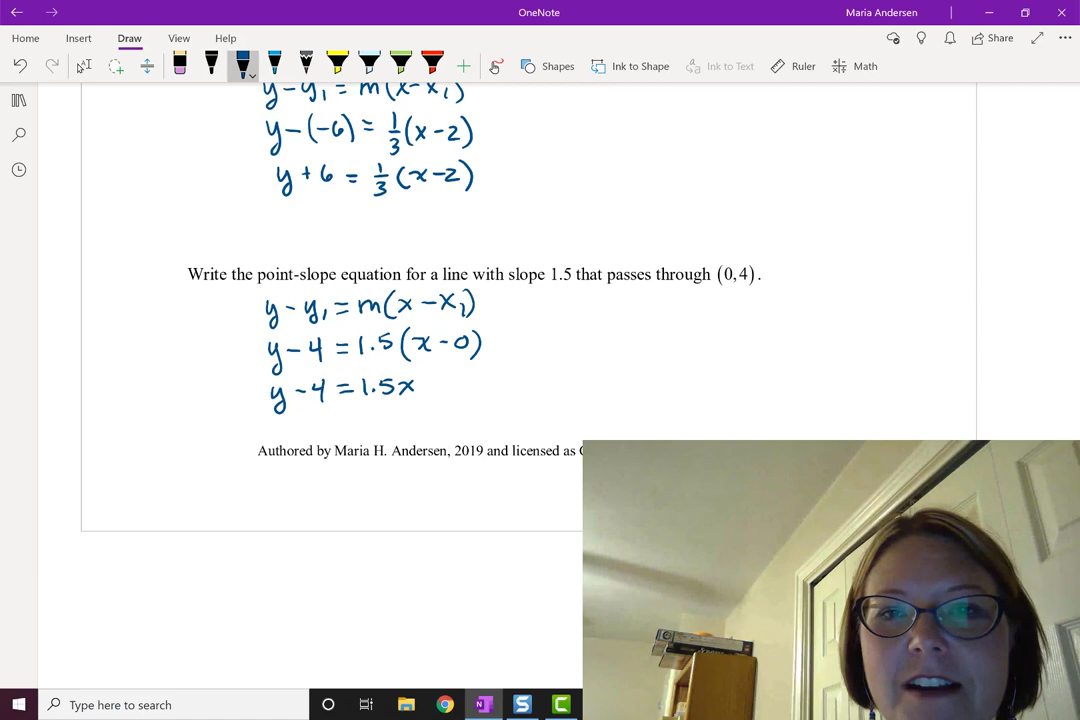 OneNote
Maria Andersen
Home Insert Draw View Help
Share
Shapes Ink to Shape Ink to Text Ruler Math
y - y₁ = m(x - x₁)
y - (-6) = 1/3 (x - 2)
y + 6 = 1/3 (x - 2)
Write the point-slope equation for a line with slope 1.5 that passes through (0,4).
y - y₁ = m(x - x₁)
y - 4 = 1.5(x - 0)
y - 4 = 1.5x
Authored by Maria H. Andersen, 2019 and licensed as
Type here to search